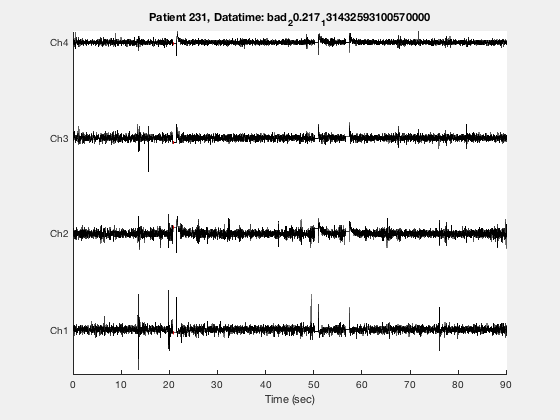 Patient 231, Datatime: bad20.217131432593100570000
Ch4
Ch3
Ch2
Ch1
0 10 20 30 40 50 60 70 80 90
Time (sec)